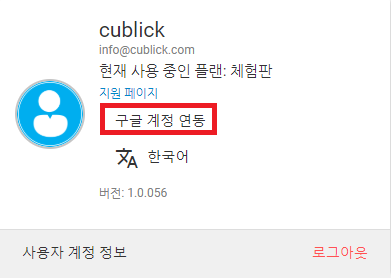 cublick
info@cublick.com
현재 사용 중인 플랜: 체험판
지원 페이지
구글 계정 연동
한국어
버전: 1.0.056
사용자 계정 정보
로그아웃